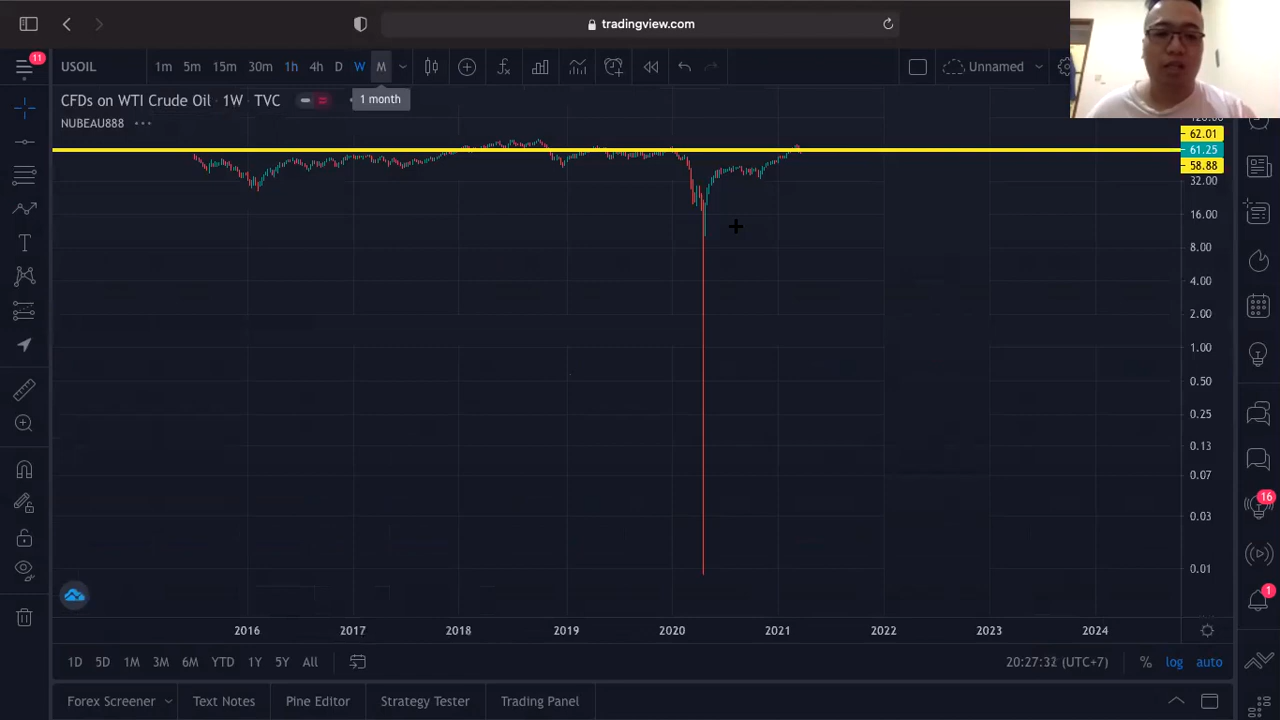 tradingview.com
11
USOIL
1m 5m 15m 30m 1h 4h D W M
Unnamed
CFDs on WTI Crude Oil · 1W · TVC
1 month
NUBEAU888
62.01
61.25
58.88
32.00
16.00
8.00
4.00
2.00
1.00
0.50
0.25
0.13
0.07
0.03
0.01
16
1
2016 2017 2018 2019 2020 2021 2022 2023 2024
1D 5D 1M 3M 6M YTD 1Y 5Y All
20:27:32 (UTC+7) % log auto
Forex Screener Text Notes Pine Editor Strategy Tester Trading Panel